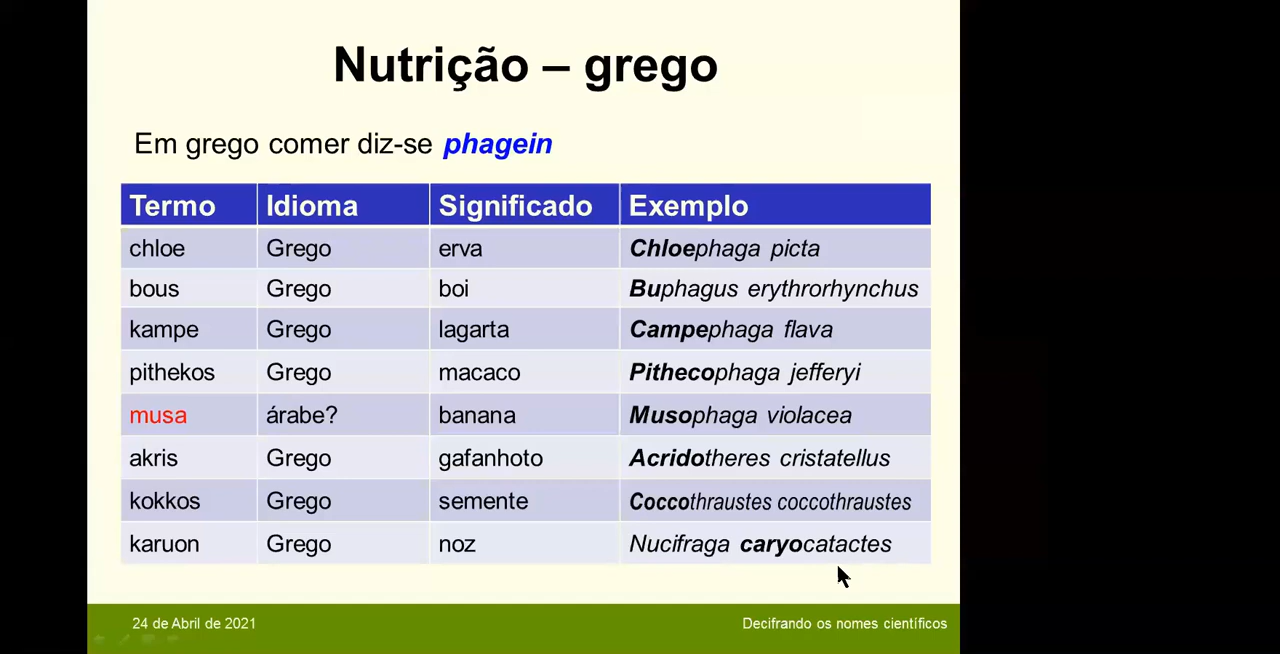 Nutrição – grego
Em grego comer diz-se phagein
Termo Idioma Significado Exemplo
chloe Grego erva Chloephaga picta
bous Grego boi Buphagus erythrorhynchus
kampe Grego lagarta Campephaga flava
pithekos Grego macaco Pithecophaga jefferyi
musa árabe? banana Musophaga violacea
akris Grego gafanhoto Acridotheres cristatellus
kokkos Grego semente Coccothraustes coccothraustes
karuon Grego noz Nucifraga caryocatactes
24 de Abril de 2021 Decifrando os nomes científicos